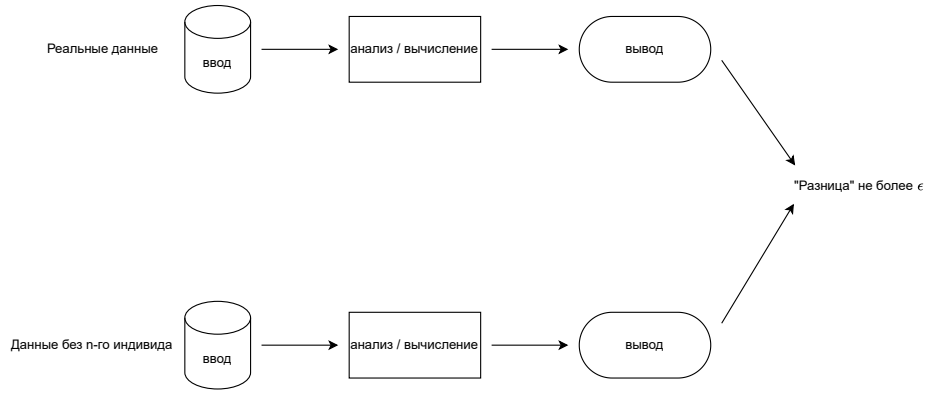 Реальные данные
ввод
анализ / вычисление
вывод
"Разница" не более ϵ
Данные без n-го индивида
ввод
анализ / вычисление
вывод